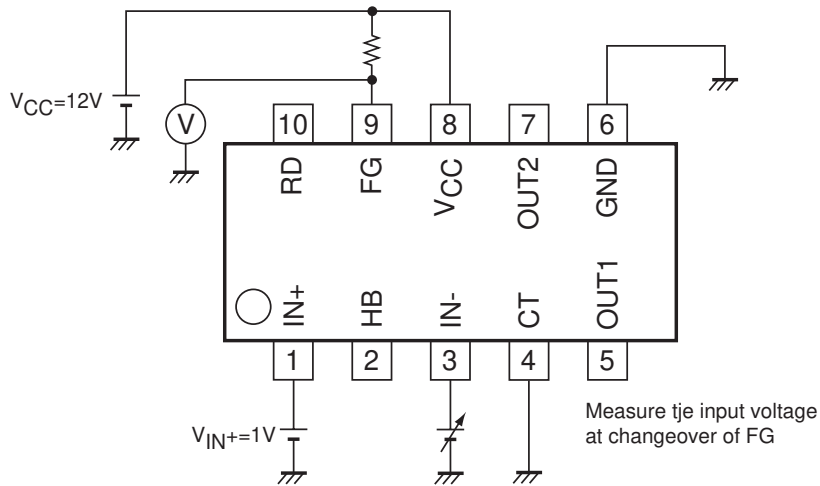 VCC=12V
V
10 9 8 7 6
RD FG VCC OUT2 GND
IN+ HB IN- CT OUT1
1 2 3 4 5
VIN+=1V
Measure tje input voltage
at changeover of FG